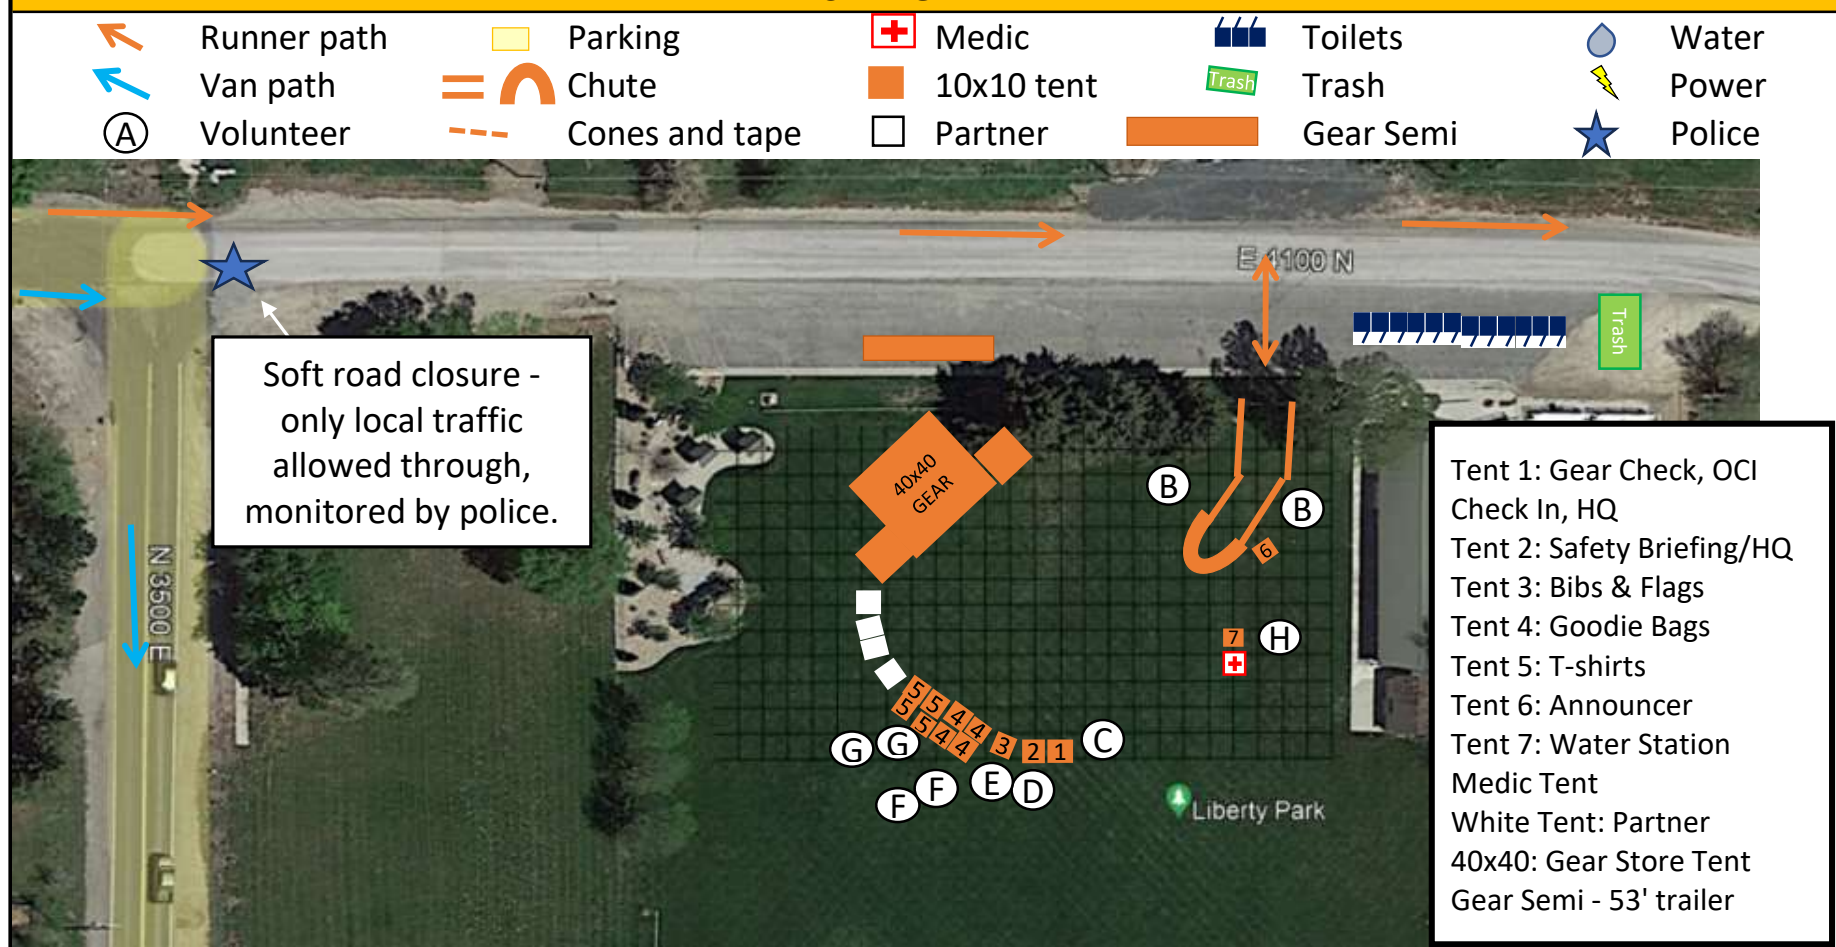 Runner path
Parking
Medic
Toilets
Water
Van path
Chute
10x10 tent
Trash
Trash
Power
A
Volunteer
Cones and tape
Partner
Gear Semi
Police
E 4100 N
Trash
Soft road closure -
only local traffic
allowed through,
monitored by police.
N 3500 E
40x40
GEAR
B
B
6
7
H
5
5
4
4
5
5
4
4
3
2
1
C
G
G
E
D
F
F
Liberty Park
Tent 1: Gear Check, OCI
Check In, HQ
Tent 2: Safety Briefing/HQ
Tent 3: Bibs & Flags
Tent 4: Goodie Bags
Tent 5: T-shirts
Tent 6: Announcer
Tent 7: Water Station
Medic Tent
White Tent: Partner
40x40: Gear Store Tent
Gear Semi - 53' trailer